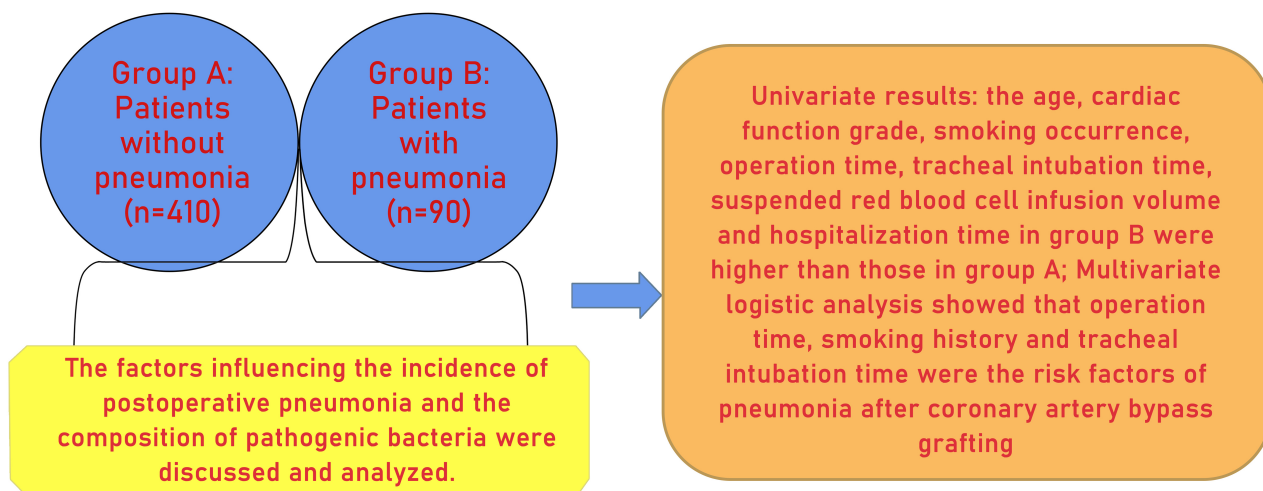 Group A:
Patients
without
pneumonia
(n=410)
Group B:
Patients
with
pneumonia
(n=90)
The factors influencing the incidence of
postoperative pneumonia and the
composition of pathogenic bacteria were
discussed and analyzed.
Univariate results: the age, cardiac
function grade, smoking occurrence,
operation time, tracheal intubation time,
suspended red blood cell infusion volume
and hospitalization time in group B were
higher than those in group A; Multivariate
logistic analysis showed that operation
time, smoking history and tracheal
intubation time were the risk factors of
pneumonia after coronary artery bypass
grafting